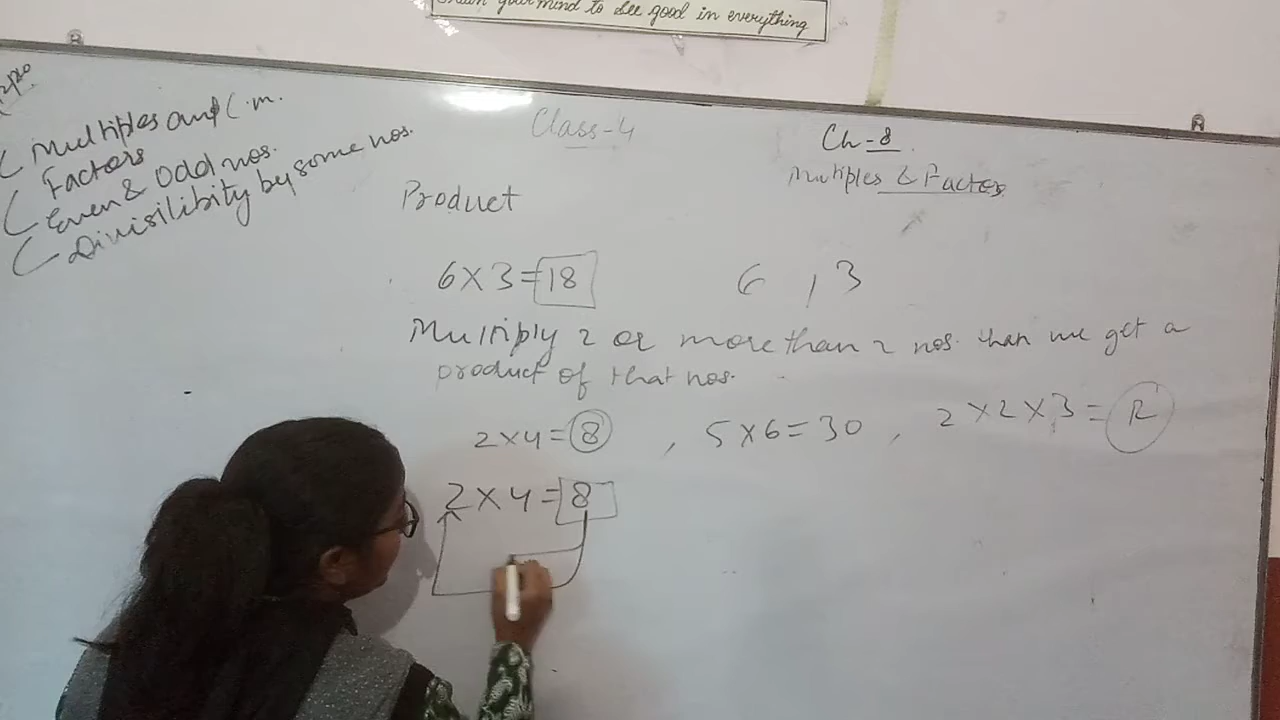 your mind to see good in everything
Class-4
Ch-8
Multiples & Factors
Multiples and C.m.
Factors
Even & Odd nos.
Divisilibity by some nos.
Product
6×3=18
6 , 3
Multiply 2 or more than 2 nos. than we get a
product of that nos.
2×4=8 , 5×6=30 , 2×2×3=12
2×4=8